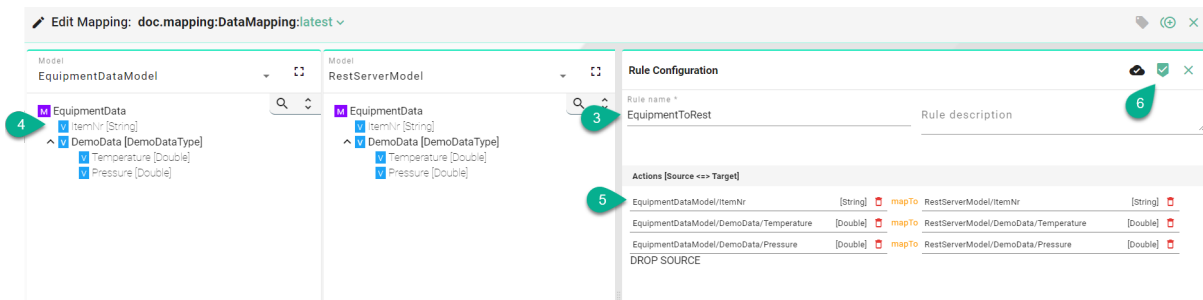 Edit Mapping: doc.mapping:DataMapping:latest
Model
EquipmentDataModel
M EquipmentData
4
V ItemNr [String]
V DemoData [DemoDataType]
V Temperature [Double]
V Pressure [Double]
Model
RestServerModel
M EquipmentData
V ItemNr [String]
V DemoData [DemoDataType]
V Temperature [Double]
V Pressure [Double]
Rule Configuration
6
Rule name *
3
EquipmentToRest
Rule description
Actions [Source <=> Target]
5
EquipmentDataModel/ItemNr [String] mapTo RestServerModel/ItemNr [String]
EquipmentDataModel/DemoData/Temperature [Double] mapTo RestServerModel/DemoData/Temperature [Double]
EquipmentDataModel/DemoData/Pressure [Double] mapTo RestServerModel/DemoData/Pressure [Double]
DROP SOURCE